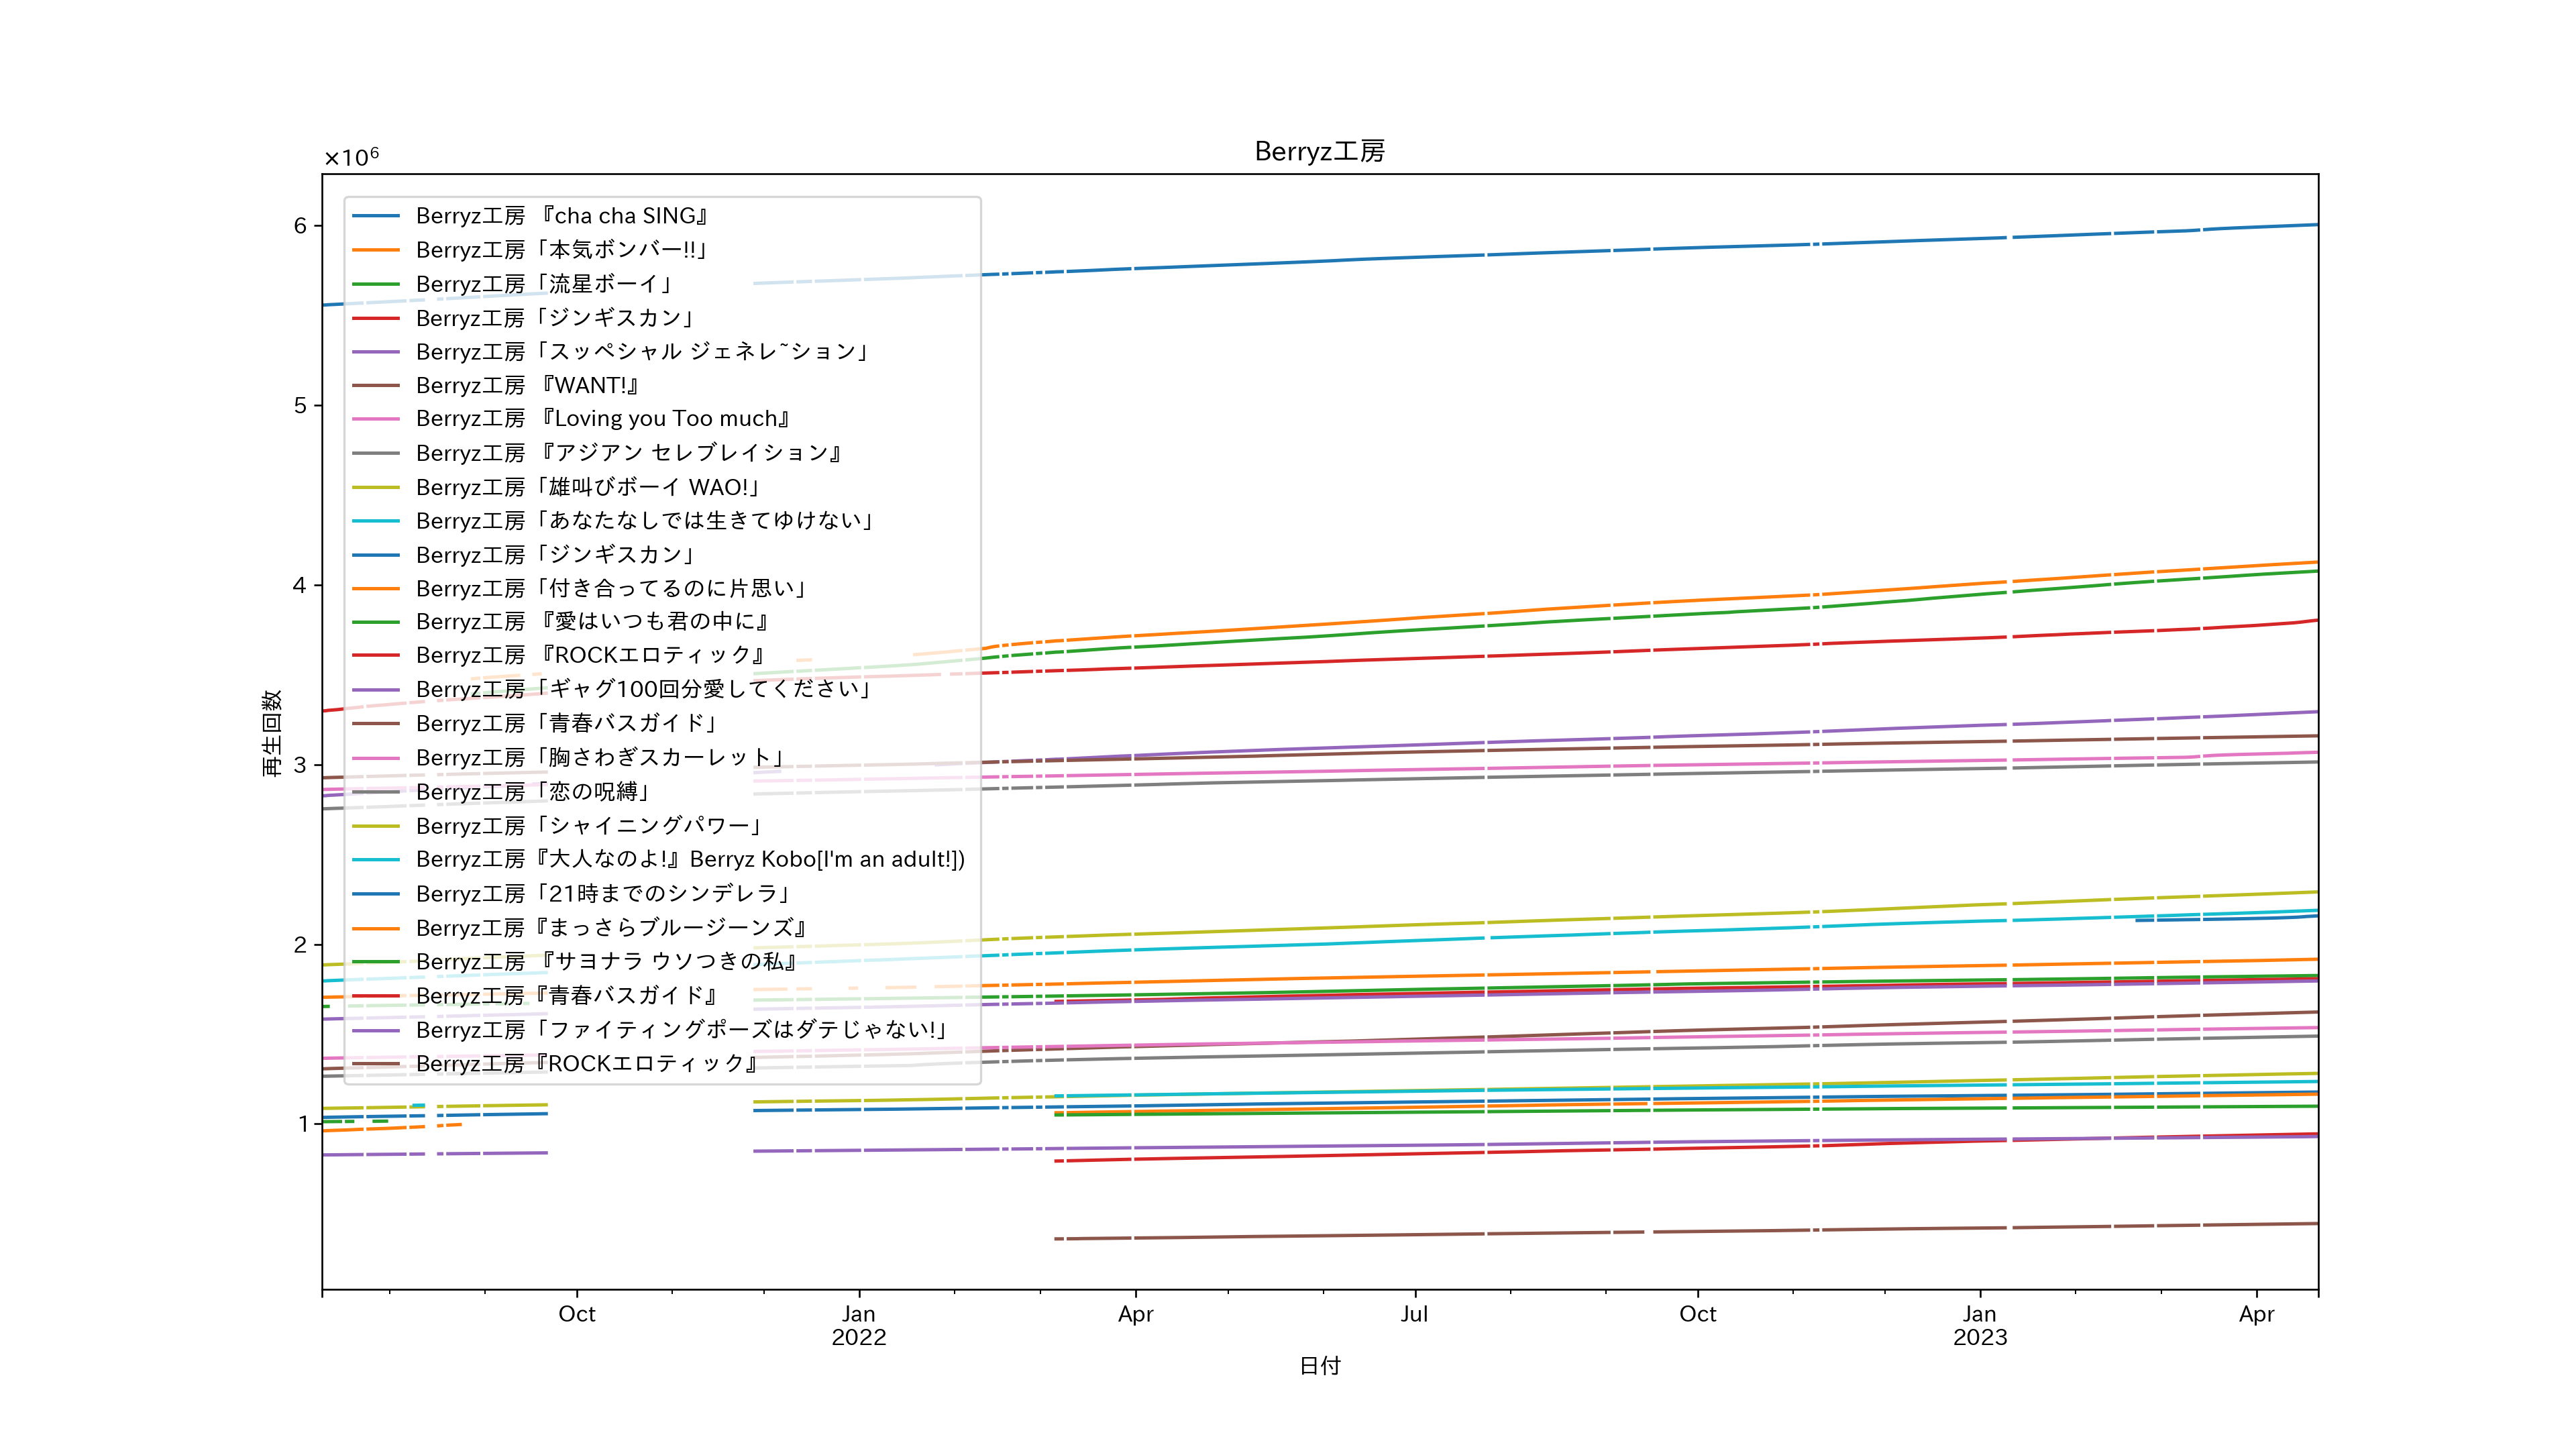 Berryz工房
×10⁶
6
5
4
3
2
1
再生回数
Berryz工房 『cha cha SING』
Berryz工房「本気ボンバー!!」
Berryz工房「流星ボーイ」
Berryz工房「ジンギスカン」
Berryz工房「スッペシャル ジェネレ~ション」
Berryz工房 『WANT!』
Berryz工房 『Loving you Too much』
Berryz工房 『アジアン セレブレイション』
Berryz工房「雄叫びボーイ WAO!」
Berryz工房「あなたなしでは生きてゆけない」
Berryz工房「ジンギスカン」
Berryz工房「付き合ってるのに片思い」
Berryz工房 『愛はいつも君の中に』
Berryz工房 『ROCKエロティック』
Berryz工房「ギャグ100回分愛してください」
Berryz工房「青春バスガイド」
Berryz工房「胸さわぎスカーレット」
Berryz工房「恋の呪縛」
Berryz工房「シャイニングパワー」
Berryz工房『大人なのよ!』Berryz Kobo[I'm an adult!])
Berryz工房「21時までのシンデレラ」
Berryz工房『まっさらブルージーンズ』
Berryz工房 『サヨナラ ウソつきの私』
Berryz工房『青春バスガイド』
Berryz工房「ファイティングポーズはダテじゃない!」
Berryz工房『ROCKエロティック』
Oct Jan Apr Jul Oct Jan Apr
2022 2023
日付